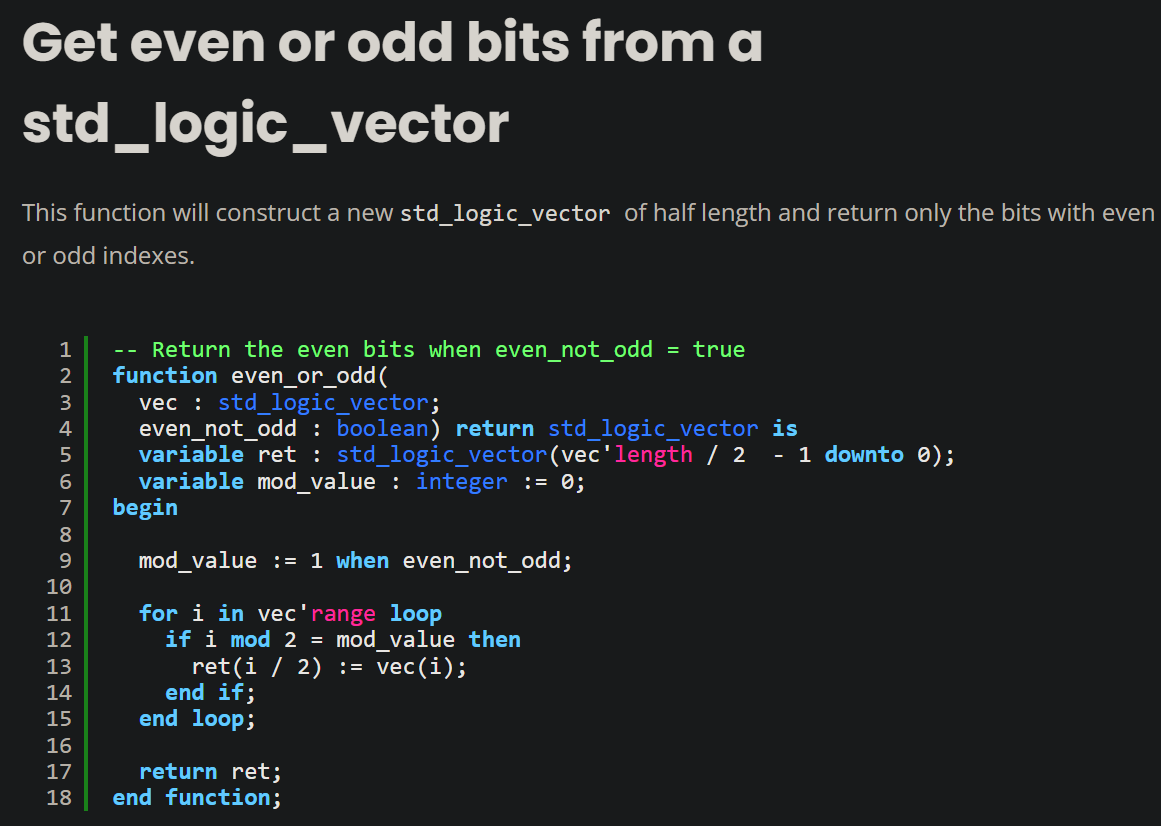 Get even or odd bits from a
std_logic_vector
This function will construct a new std_logic_vector of half length and return only the bits with even
or odd indexes.
1 -- Return the even bits when even_not_odd = true
2 function even_or_odd(
3   vec : std_logic_vector;
4   even_not_odd : boolean) return std_logic_vector is
5   variable ret : std_logic_vector(vec'length / 2  - 1 downto 0);
6   variable mod_value : integer := 0;
7 begin
8
9   mod_value := 1 when even_not_odd;
10
11   for i in vec'range loop
12     if i mod 2 = mod_value then
13       ret(i / 2) := vec(i);
14     end if;
15   end loop;
16
17   return ret;
18 end function;